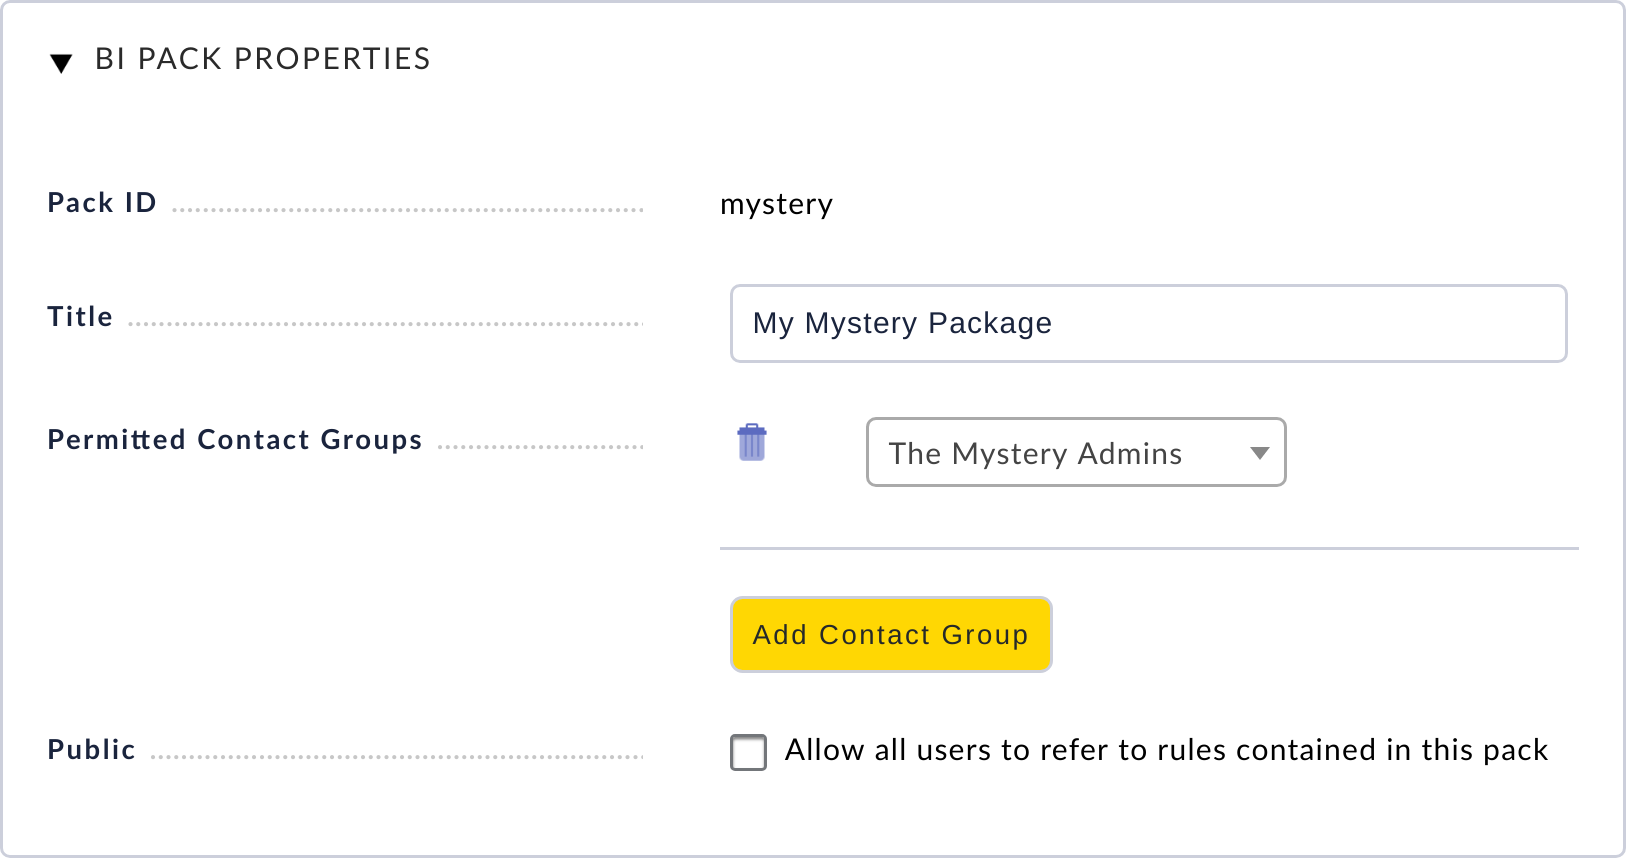 BI PACK PROPERTIES
Pack ID mystery
Title My Mystery Package
Permitted Contact Groups The Mystery Admins
Add Contact Group
Public Allow all users to refer to rules contained in this pack